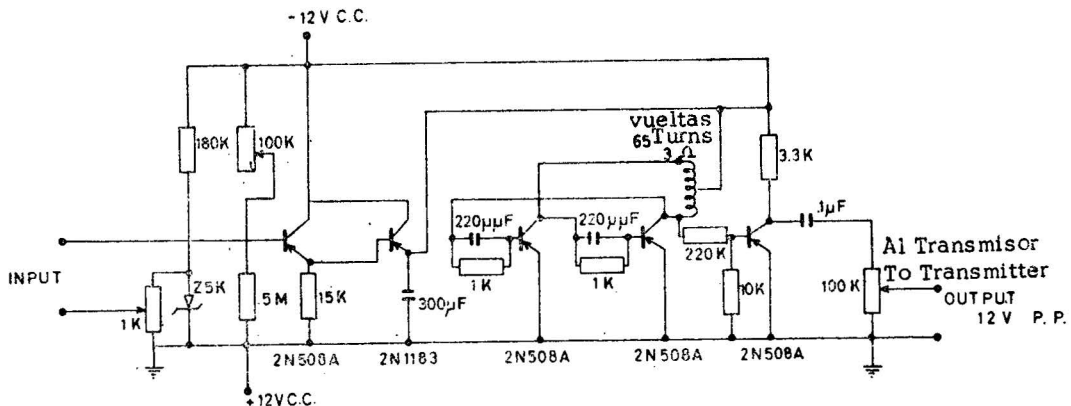 -12 V C.C.
180K
100K
vueltas
65 Turns
3 Ω
3.3K
220µµF
220µµF
.1µF
INPUT
1K
Z5K
.5M
15K
300µF
1K
1K
220K
10K
100K
Al Transmisor
To Transmitter
OUTPUT
12 V P. P.
2N508A
2N1183
2N508A
2N508A
2N508A
+12V C.C.